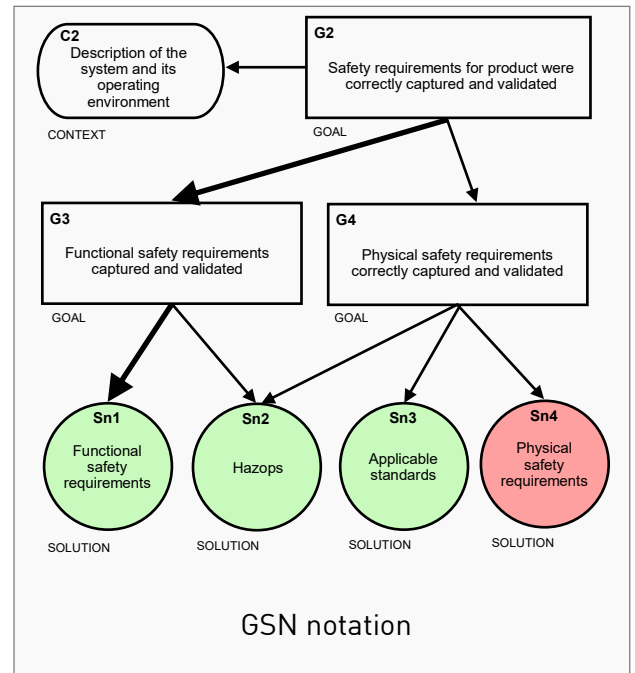 C2
Description of the
system and its
operating
environment
CONTEXT
G2
Safety requirements for product were
correctly captured and validated
GOAL
G3
Functional safety requirements
captured and validated
GOAL
G4
Physical safety requirements
correctly captured and validated
GOAL
Sn1
Functional
safety
requirements
SOLUTION
Sn2
Hazops
SOLUTION
Sn3
Applicable
standards
SOLUTION
Sn4
Physical
safety
requirements
SOLUTION
GSN notation